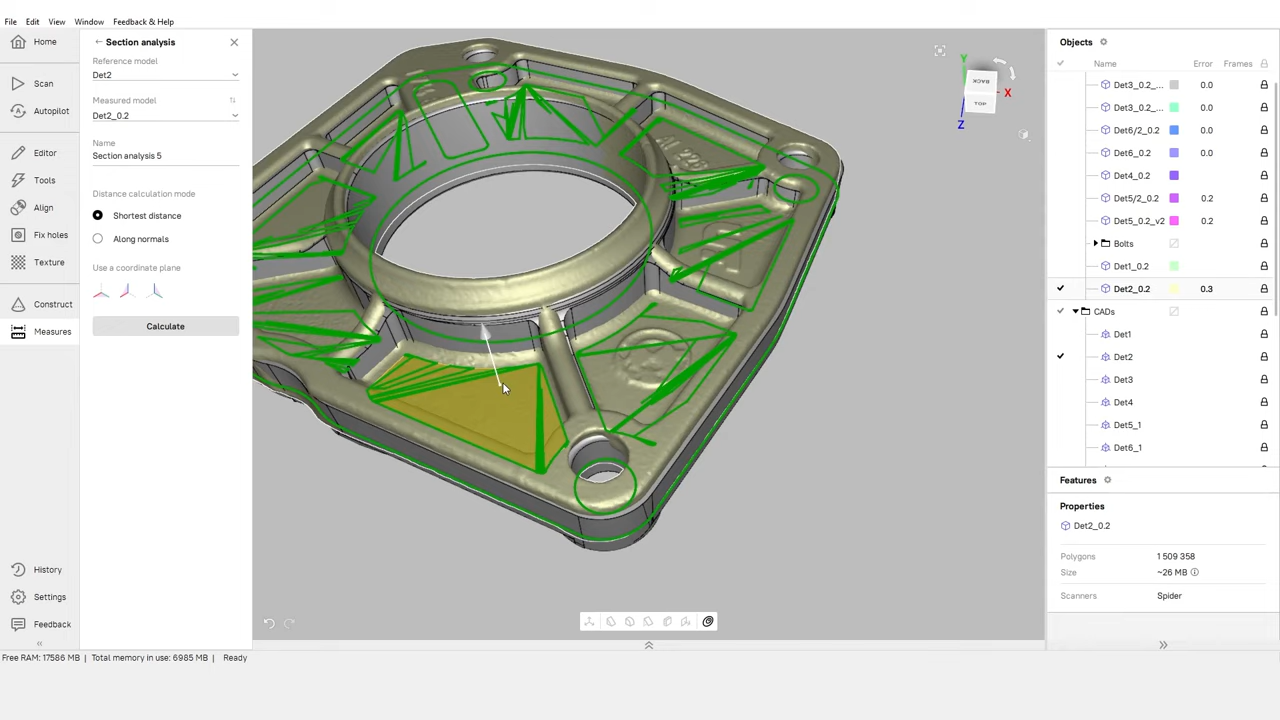 File Edit View Window Feedback & Help
Home
Scan
Autopilot
Editor
Tools
Align
Fix holes
Texture
Construct
Measures
History
Settings
Feedback
Section analysis
Reference model
Det2
Measured model
Det2_0.2
Name
Section analysis 5
Distance calculation mode
Shortest distance
Along normals
Use a coordinate plane
Calculate
Y
BACK
X
TOP
Z
Objects
Name Error Frames
Det3_0.2_... 0.0
Det3_0.2_... 0.0
Det6/2_0.2 0.0
Det6_0.2 0.0
Det4_0.2
Det5/2_0.2 0.2
Det5_0.2_v2 0.2
Bolts
Det1_0.2
Det2_0.2 0.3
CADs
Det1
Det2
Det3
Det4
Det5_1
Det6_1
Features
Properties
Det2_0.2
Polygons 1 509 358
Size ~26 MB
Scanners Spider
Free RAM: 17586 MB | Total memory in use: 6985 MB | Ready